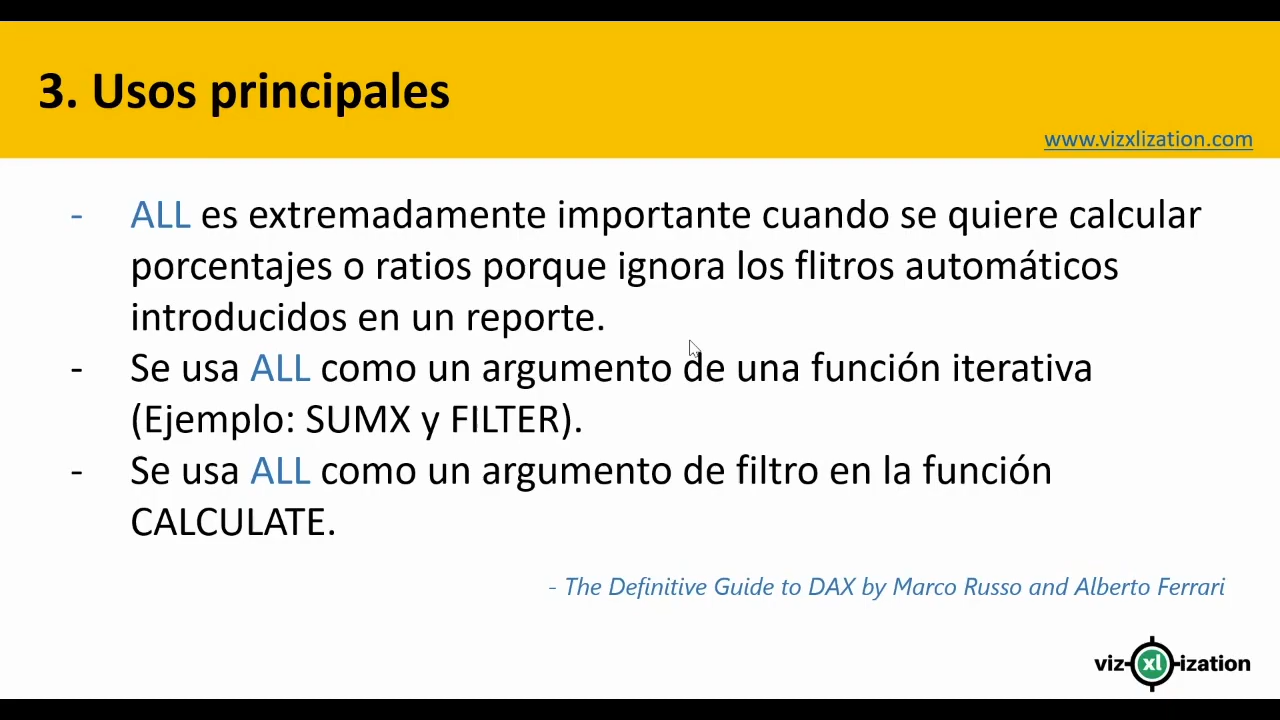 3. Usos principales
www.vizxlization.com
- ALL es extremadamente importante cuando se quiere calcular
porcentajes o ratios porque ignora los flitros automáticos
introducidos en un reporte.
- Se usa ALL como un argumento de una función iterativa
(Ejemplo: SUMX y FILTER).
- Se usa ALL como un argumento de filtro en la función
CALCULATE.
- The Definitive Guide to DAX by Marco Russo and Alberto Ferrari
viz-xl-ization